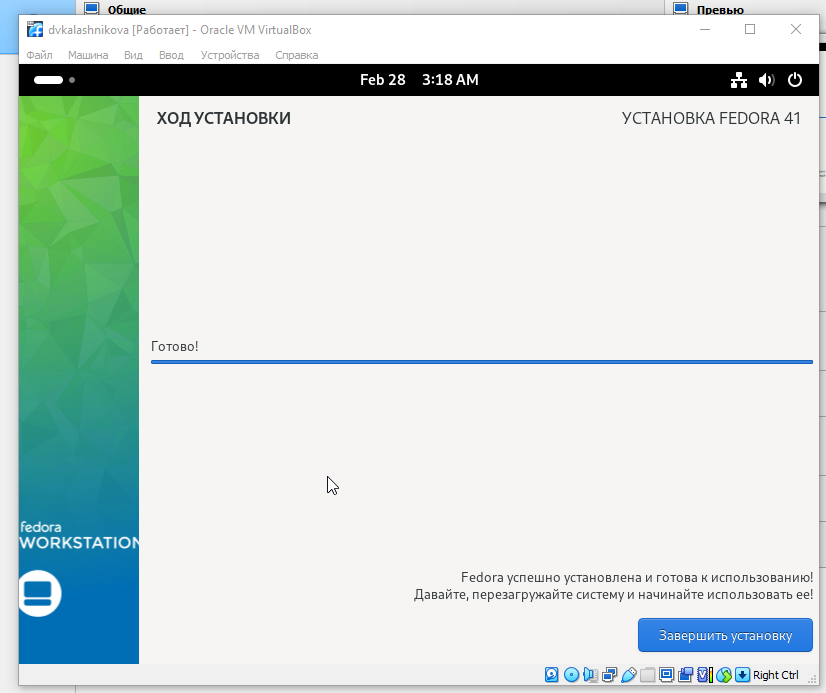 Общие
Превью
dvkalashnikova [Работает] - Oracle VM VirtualBox
Файл Машина Вид Ввод Устройства Справка
Feb 28 3:18 AM
ХОД УСТАНОВКИ
УСТАНОВКА FEDORA 41
Готово!
fedora
WORKSTATION
Fedora успешно установлена и готова к использованию!
Давайте, перезагружайте систему и начинайте использовать ее!
Завершить установку
Right Ctrl